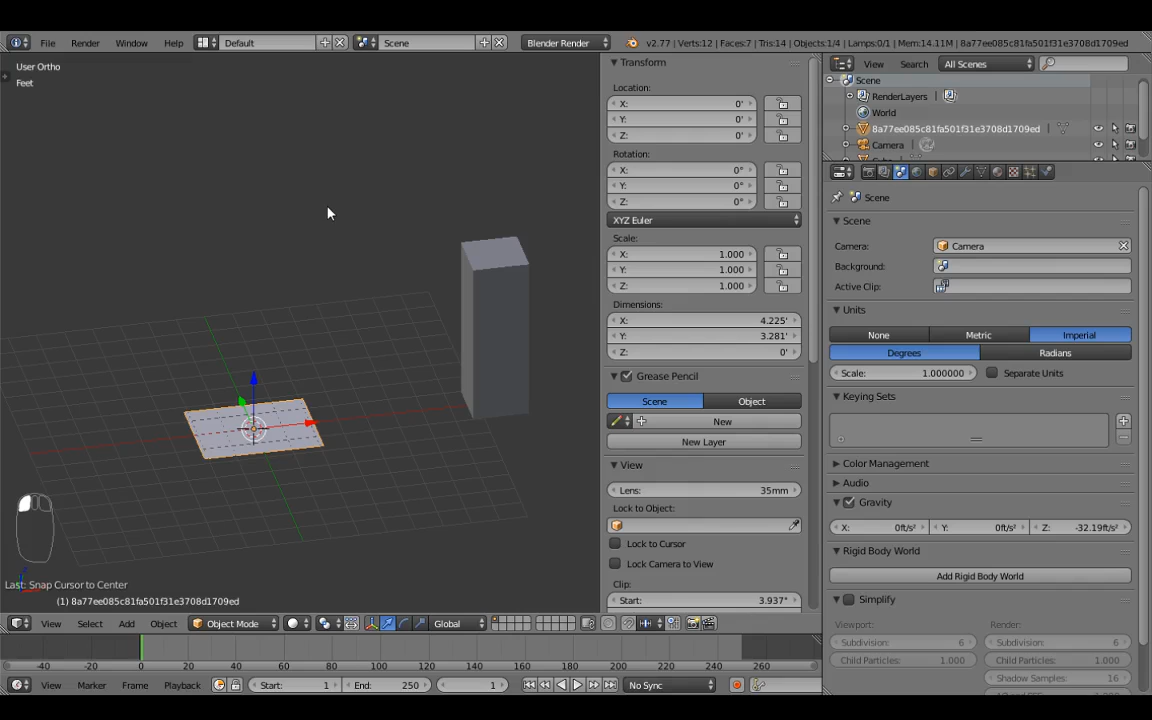 File Render Window Help Default Scene Blender Render v2.77 | Verts:12 | Faces:7 | Tris:14 | Objects:1/4 | Lamps:0/1 | Mem:14.11M | 8a77ee085c81fa501f31e3708d1709ed
User Ortho
Feet
Transform
Location:
X: 0'
Y: 0'
Z: 0'
Rotation:
X: 0°
Y: 0°
Z: 0°
XYZ Euler
Scale:
X: 1.000
Y: 1.000
Z: 1.000
Dimensions:
X: 4.225'
Y: 3.281'
Z: 0'
Grease Pencil
Scene Object
New
New Layer
View
Lens: 35mm
Lock to Object:
Lock to Cursor
Lock Camera to View
Clip:
Start: 3.937"
View Search All Scenes
Scene
RenderLayers
World
8a77ee085c81fa501f31e3708d1709ed
Camera
Scene
Scene
Camera: Camera
Background:
Active Clip:
Units
None Metric Imperial
Degrees Radians
Scale: 1.000000 Separate Units
Keying Sets
Color Management
Audio
Gravity
X: 0ft/s² Y: 0ft/s² Z: -32.19ft/s²
Rigid Body World
Add Rigid Body World
Simplify
Viewport: Render:
Subdivision: 6 Subdivision: 6
Child Particles: 1.000 Child Particles: 1.000
Shadow Samples: 16
Last: Snap Cursor to Center
(1) 8a77ee085c81fa501f31e3708d1709ed
View Select Add Object Object Mode Global
-40 -20 0 20 40 60 80 100 120 140 160 180 200 220 240 260
View Marker Frame Playback Start: 1 End: 250 1 No Sync